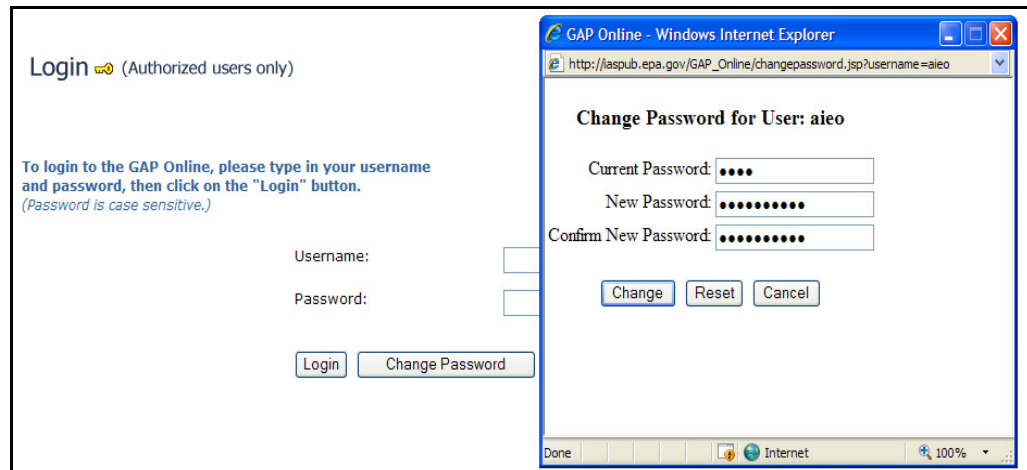 Login (Authorized users only)
To login to the GAP Online, please type in your username
and password, then click on the "Login" button.
(Password is case sensitive.)
Username:
Password:
Login Change Password
GAP Online - Windows Internet Explorer
http://iaspub.epa.gov/GAP_Online/changepassword.jsp?username=aieo
Change Password for User: aieo
Current Password: ••••
New Password: ••••••••••
Confirm New Password: ••••••••••
Change Reset Cancel
Done Internet 100%